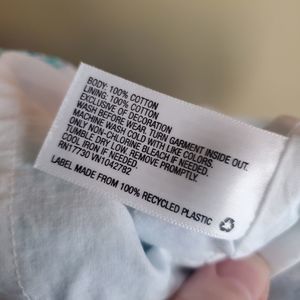 BODY: 100% COTTON
LINING: 100% COTTON
EXCLUSIVE OF DECORATION
WASH BEFORE WEAR. TURN GARMENT INSIDE OUT.
MACHINE WASH COLD WITH LIKE COLORS.
ONLY NON-CHLORINE BLEACH IF NEEDED.
TUMBLE DRY LOW REMOVE PROMPTLY.
COOL IRON IF NEEDED.
RN17730 VN1042782
LABEL MADE FROM 100% RECYCLED PLASTIC